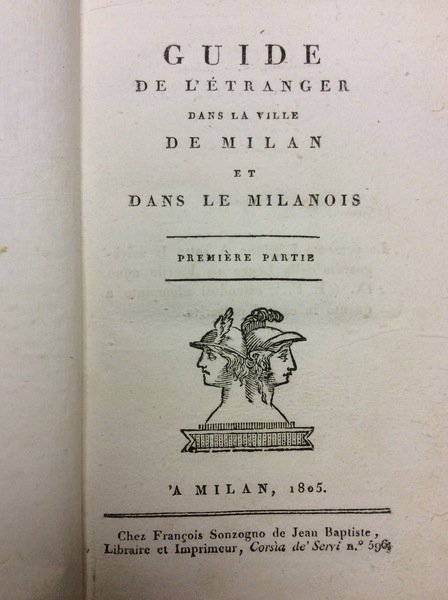 GUIDE
DE L'ÉTRANGER
DANS LA VILLE
DE MILAN
ET
DANS LE MILANOIS
PREMIÈRE PARTIE
'A MILAN, 1805.
Chez François Sonzogno de Jean Baptiste,
Libraire et Imprimeur, Corsìa de' Servi n.º 596